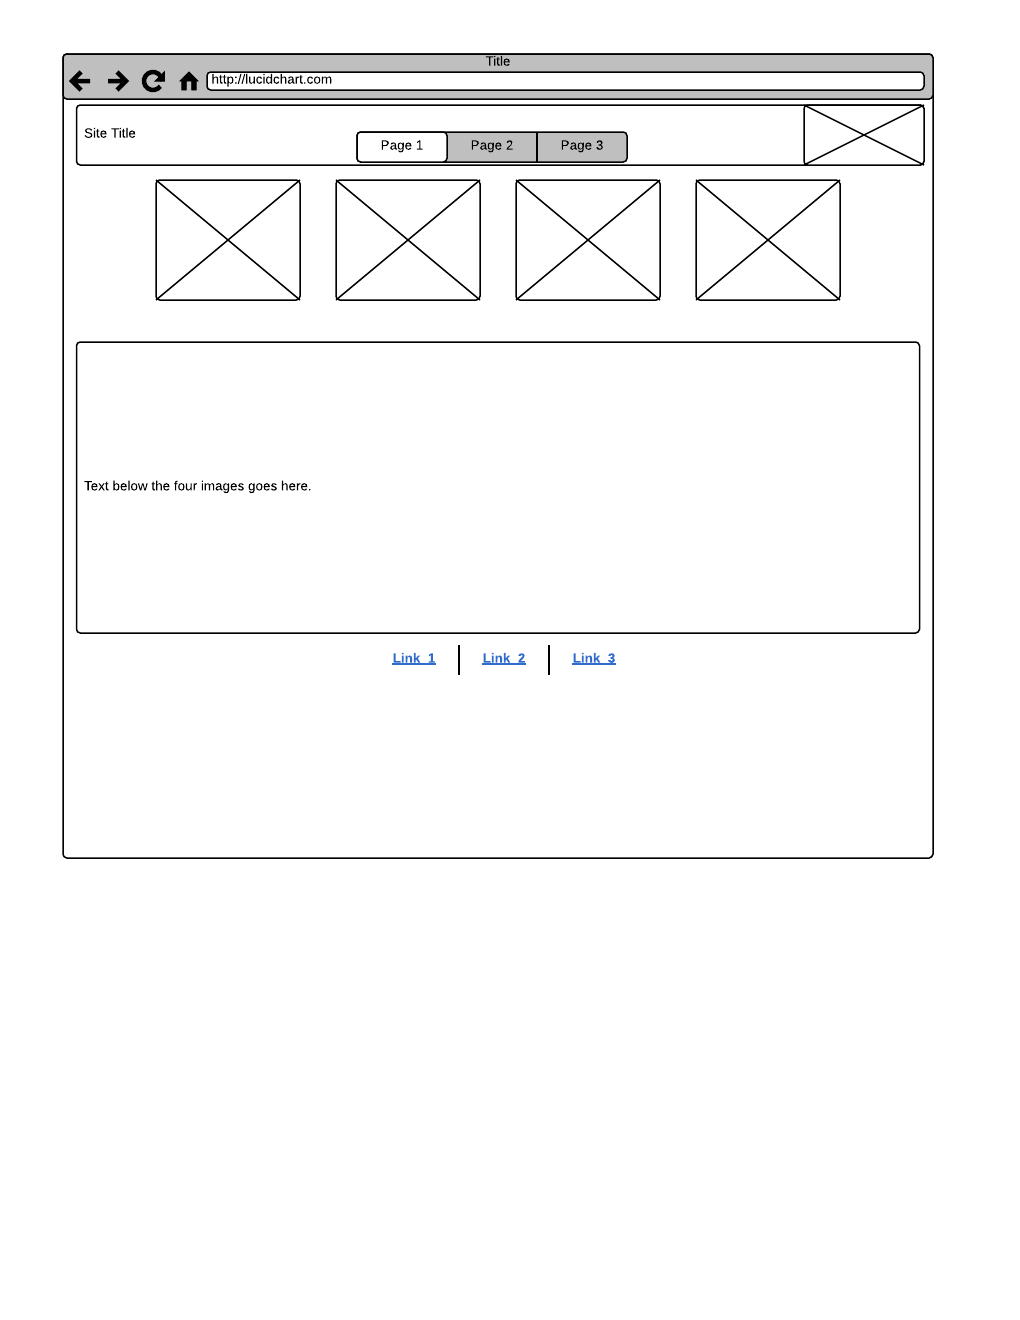 Title
http://lucidchart.com
Site Title
Page 1 Page 2 Page 3
Text below the four images goes here.
Link 1 Link 2 Link 3